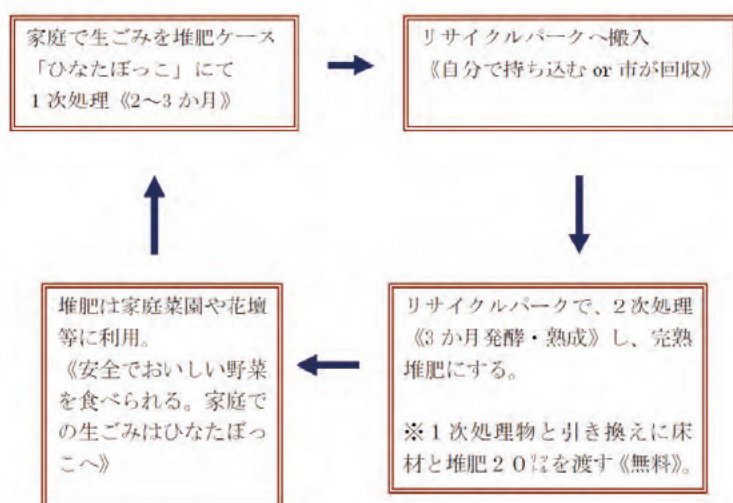 家庭で生ごみを堆肥ケース
「ひなたぼっこ」にて
１次処理《2～3 か月》
リサイクルパークへ搬入
《自分で持ち込む or 市が回収》
リサイクルパークで、２次処理
《3 か月発酵・熟成》し、完熟
堆肥にする。
※１次処理物と引き換えに床
材と堆肥２０㍑を渡す《無料》。
堆肥は家庭菜園や花壇
等に利用。
《安全でおいしい野菜
を食べられる。家庭で
の生ごみはひなたぼっ
こへ》